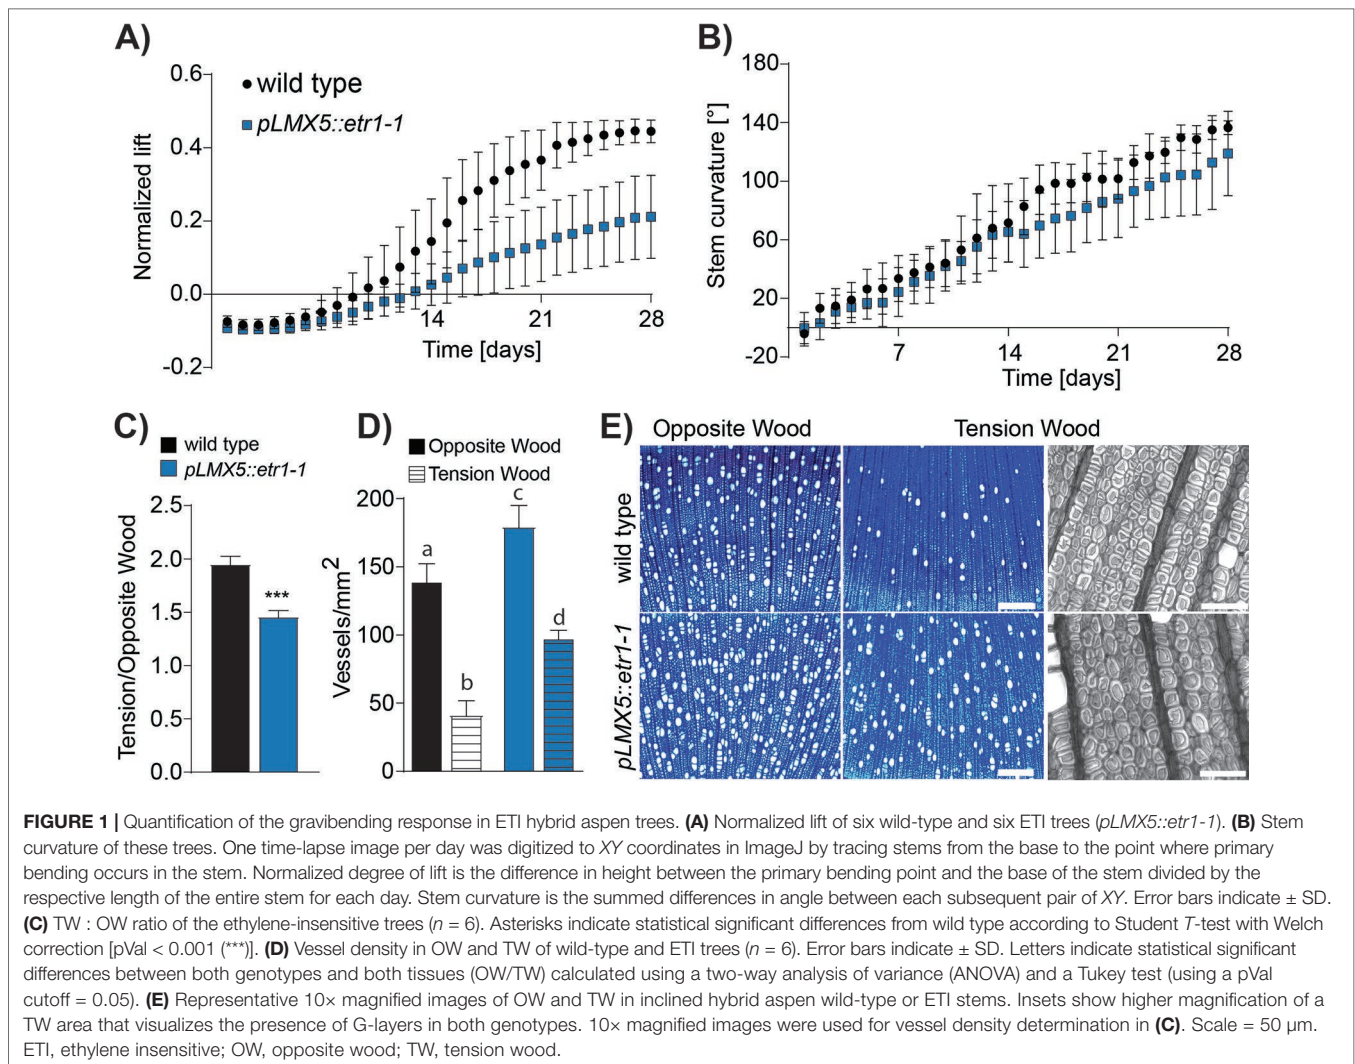 A)
0.6
0.4
0.2
0.0
-0.2
Normalized lift
wild type
pLMX5::etr1-1
14
21
28
Time [days]
B)
180
140
100
60
20
-20
Stem curvature [°]
7
14
21
28
Time [days]
C)
wild type
pLMX5::etr1-1
2.5
2.0
1.5
1.0
0.5
0.0
Tension/Opposite Wood
***
D)
Opposite Wood
Tension Wood
200
150
100
50
0
Vessels/mm2
a
b
c
d
E)
Opposite Wood
Tension Wood
wild type
pLMX5::etr1-1
FIGURE 1 | Quantification of the gravibending response in ETI hybrid aspen trees. (A) Normalized lift of six wild-type and six ETI trees (pLMX5::etr1-1). (B) Stem
curvature of these trees. One time-lapse image per day was digitized to XY coordinates in ImageJ by tracing stems from the base to the point where primary
bending occurs in the stem. Normalized degree of lift is the difference in height between the primary bending point and the base of the stem divided by the
respective length of the entire stem for each day. Stem curvature is the summed differences in angle between each subsequent pair of XY. Error bars indicate ± SD.
(C) TW : OW ratio of the ethylene-insensitive trees (n = 6). Asterisks indicate statistical significant differences from wild type according to Student T-test with Welch
correction [pVal < 0.001 (***)]. (D) Vessel density in OW and TW of wild-type and ETI trees (n = 6). Error bars indicate ± SD. Letters indicate statistical significant
differences between both genotypes and both tissues (OW/TW) calculated using a two-way analysis of variance (ANOVA) and a Tukey test (using a pVal
cutoff = 0.05). (E) Representative 10× magnified images of OW and TW in inclined hybrid aspen wild-type or ETI stems. Insets show higher magnification of a
TW area that visualizes the presence of G-layers in both genotypes. 10× magnified images were used for vessel density determination in (C). Scale = 50 μm.
ETI, ethylene insensitive; OW, opposite wood; TW, tension wood.